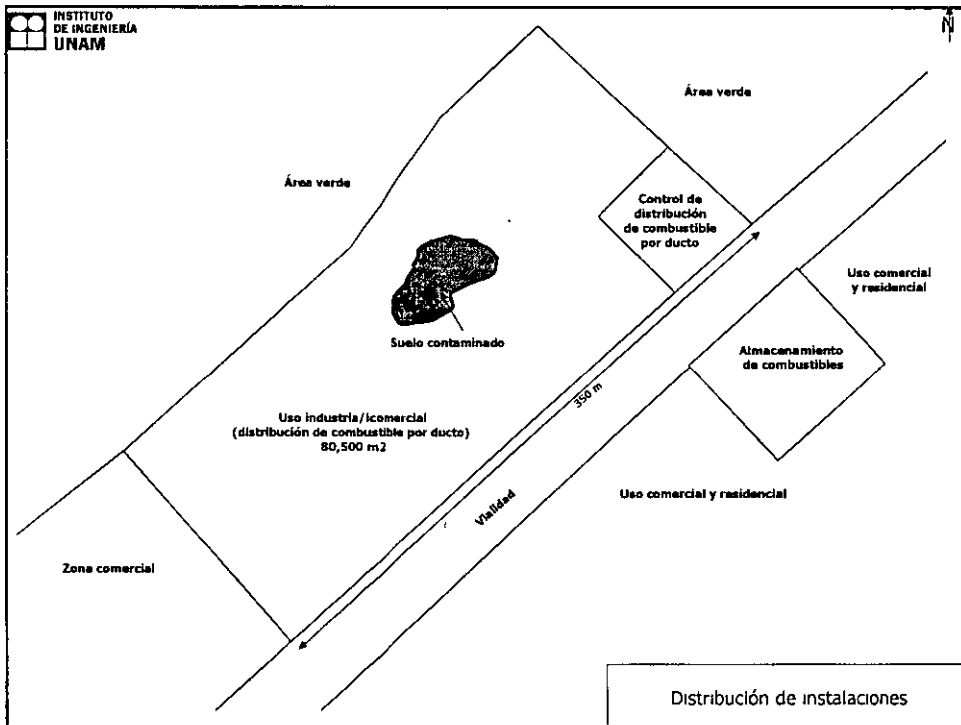 INSTITUTO
DE INGENIERÍA
UNAM
N
Área verde
Área verde
Control de
distribución
de combustible
por ducto
Uso comercial
y residencial
Suelo contaminado
Almacenamiento
de combustibles
350 m
Uso industria/icomercial
(distribución de combustible por ducto)
80,500 m2
Vialidad
Uso comercial y residencial
Zona comercial
Distribución de instalaciones